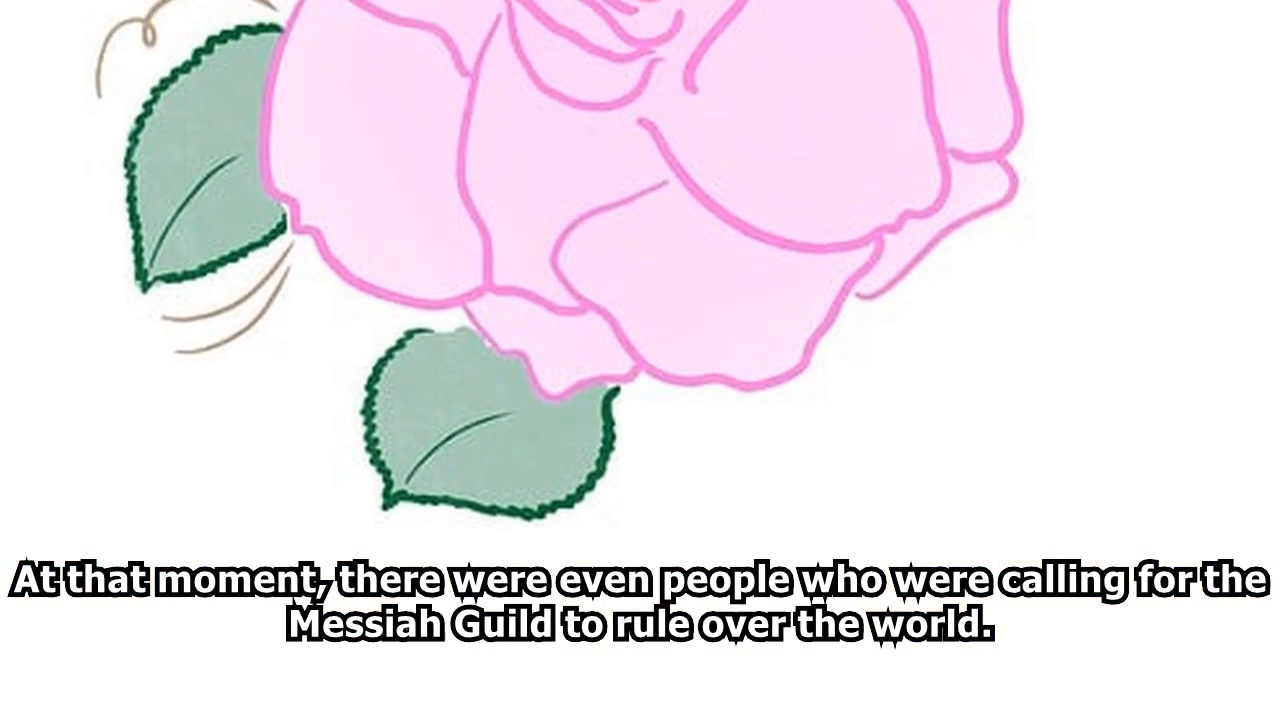 At that moment, there were even people who were calling for the
Messiah Guild to rule over the world.